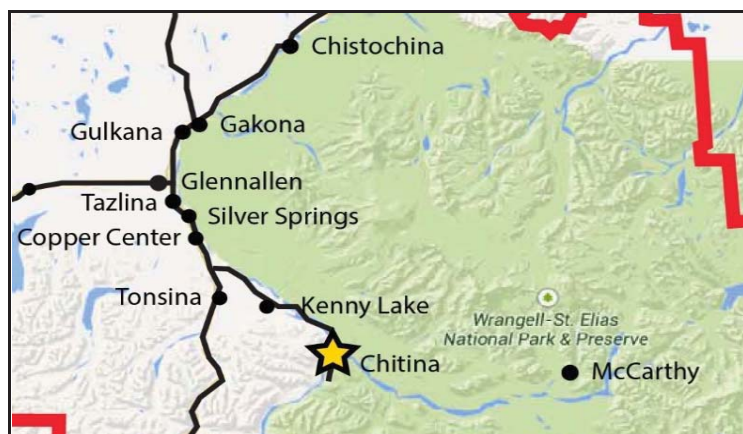 Chistochina
Gakona
Gulkana
Glennallen
Tazlina
Silver Springs
Copper Center
Tonsina
Kenny Lake
Wrangell-St. Elias
National Park & Preserve
Chitina
McCarthy